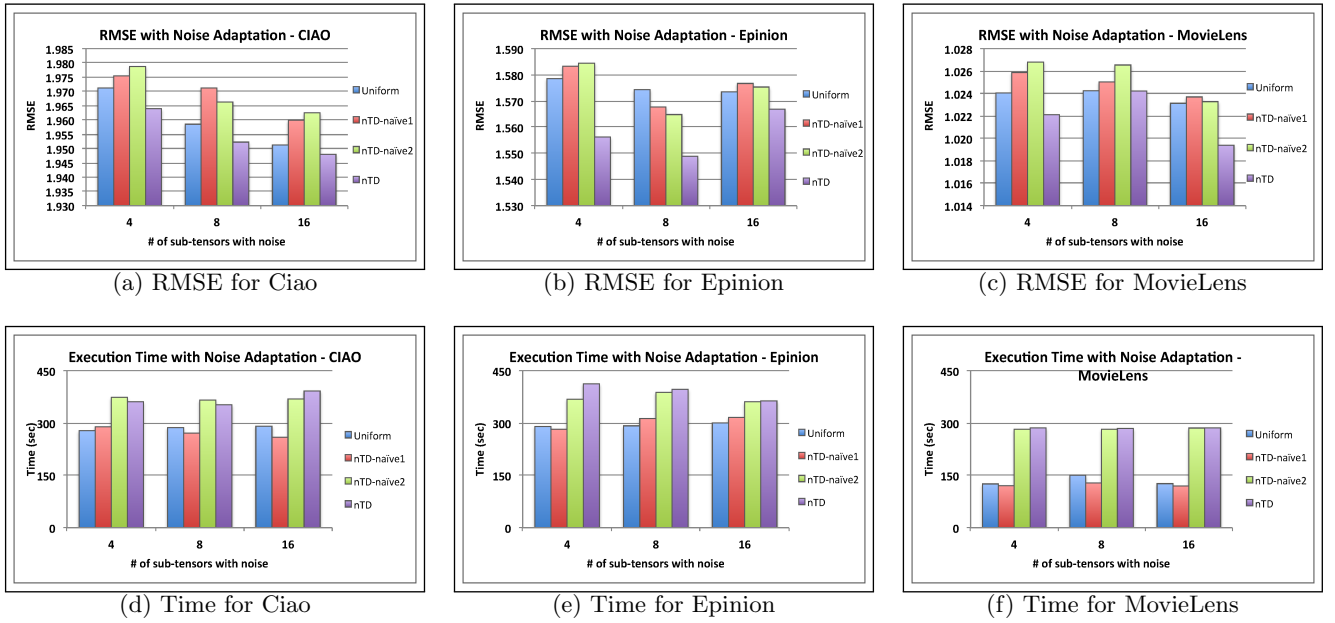 RMSE with Noise Adaptation - CIAO
RMSE
1.985
1.980
1.975
1.970
1.965
1.960
1.955
1.950
1.945
1.940
1.935
1.930
4
8
16
# of sub-tensors with noise
Uniform
nTD-naïve1
nTD-naïve2
nTD
(a) RMSE for Ciao
RMSE with Noise Adaptation - Epinion
RMSE
1.590
1.580
1.570
1.560
1.550
1.540
1.530
4
8
16
# of sub-tensors with noise
Uniform
nTD-naïve1
nTD-naïve2
nTD
(b) RMSE for Epinion
RMSE with Noise Adaptation - MovieLens
RMSE
1.028
1.026
1.024
1.022
1.020
1.018
1.016
1.014
4
8
16
# of sub-tensors with noise
Uniform
nTD-naïve1
nTD-naïve2
nTD
(c) RMSE for MovieLens
Execution Time with Noise Adaptation - CIAO
Time (sec)
450
300
150
0
4
8
16
# of sub-tensors with noise
Uniform
nTD-naïve1
nTD-naïve2
nTD
(d) Time for Ciao
Execution Time with Noise Adaptation - Epinion
Time (sec)
450
300
150
0
4
8
16
# of sub-tensors with noise
Uniform
nTD-naïve1
nTD-naïve2
nTD
(e) Time for Epinion
Execution Time with Noise Adaptation -
MovieLens
Time (sec)
450
300
150
0
4
8
16
# of sub-tensors with noise
Uniform
nTD-naïve1
nTD-naïve2
nTD
(f) Time for MovieLens